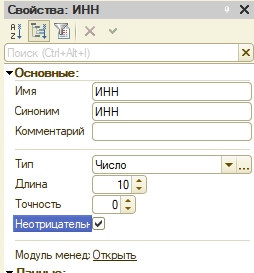 Свойства: ИНН
Поиск (Ctrl+Alt+I)
Основные:
Имя ИНН
Синоним ИНН
Комментарий
Тип Число
Длина 10
Точность 0
Неотрицательн
Модуль менед: Открыть
Данные: